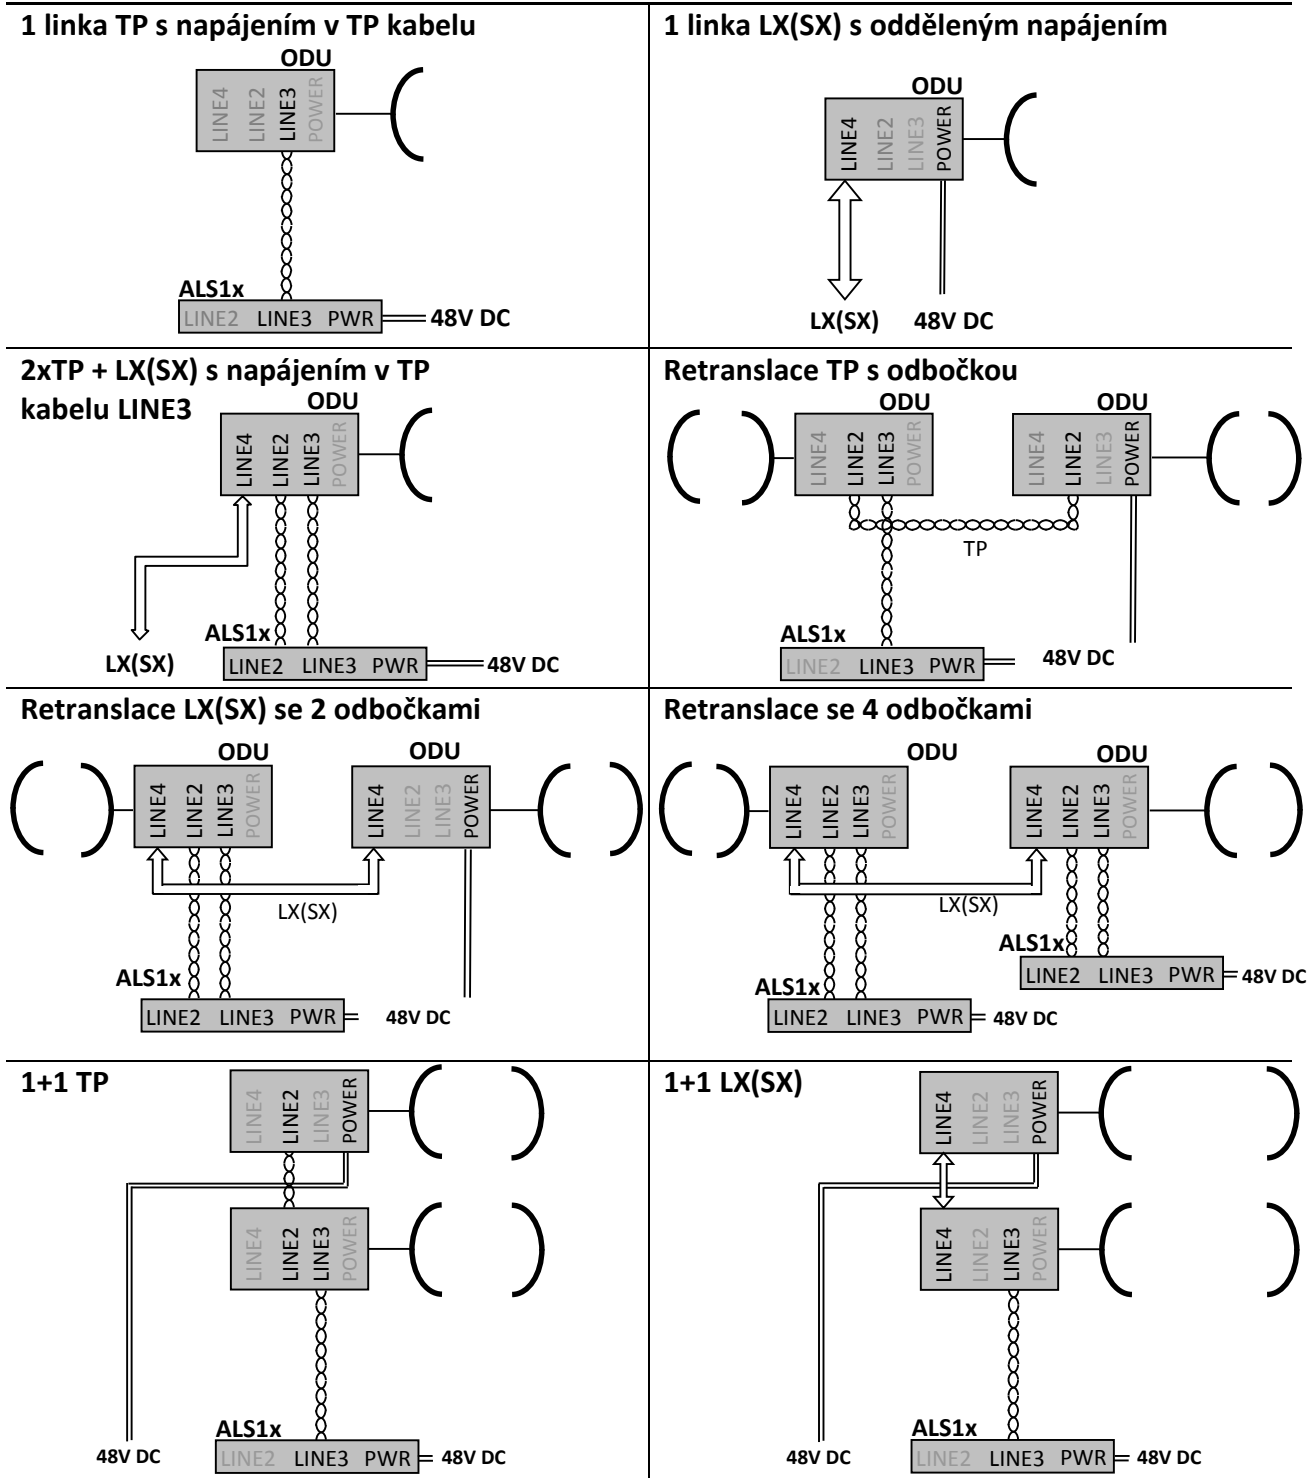 1 linka TP s napájením v TP kabelu
ODU
LINE4
LINE2
LINE3
POWER
ALS1x
LINE2 LINE3 PWR 48V DC
1 linka LX(SX) s odděleným napájením
ODU
LINE4
LINE2
LINE3
POWER
LX(SX) 48V DC
2xTP + LX(SX) s napájením v TP
kabelu LINE3
ODU
LINE4
LINE2
LINE3
POWER
ALS1x
LX(SX)
LINE2 LINE3 PWR 48V DC
Retranslace TP s odbočkou
ODU
ODU
LINE4
LINE2
LINE3
POWER
LINE4
LINE2
LINE3
POWER
TP
ALS1x
LINE2 LINE3 PWR
48V DC
Retranslace LX(SX) se 2 odbočkami
ODU
ODU
LINE4
LINE2
LINE3
POWER
LINE4
LINE2
LINE3
POWER
LX(SX)
ALS1x
LINE2 LINE3 PWR 48V DC
Retranslace se 4 odbočkami
ODU
ODU
LINE4
LINE2
LINE3
POWER
LINE4
LINE2
LINE3
POWER
LX(SX)
ALS1x
LINE2 LINE3 PWR 48V DC
ALS1x
LINE2 LINE3 PWR 48V DC
1+1 TP
LINE4
LINE2
LINE3
POWER
LINE4
LINE2
LINE3
POWER
ALS1x
48V DC
LINE2 LINE3 PWR 48V DC
1+1 LX(SX)
LINE4
LINE2
LINE3
POWER
LINE4
LINE2
LINE3
POWER
ALS1x
48V DC
LINE2 LINE3 PWR 48V DC